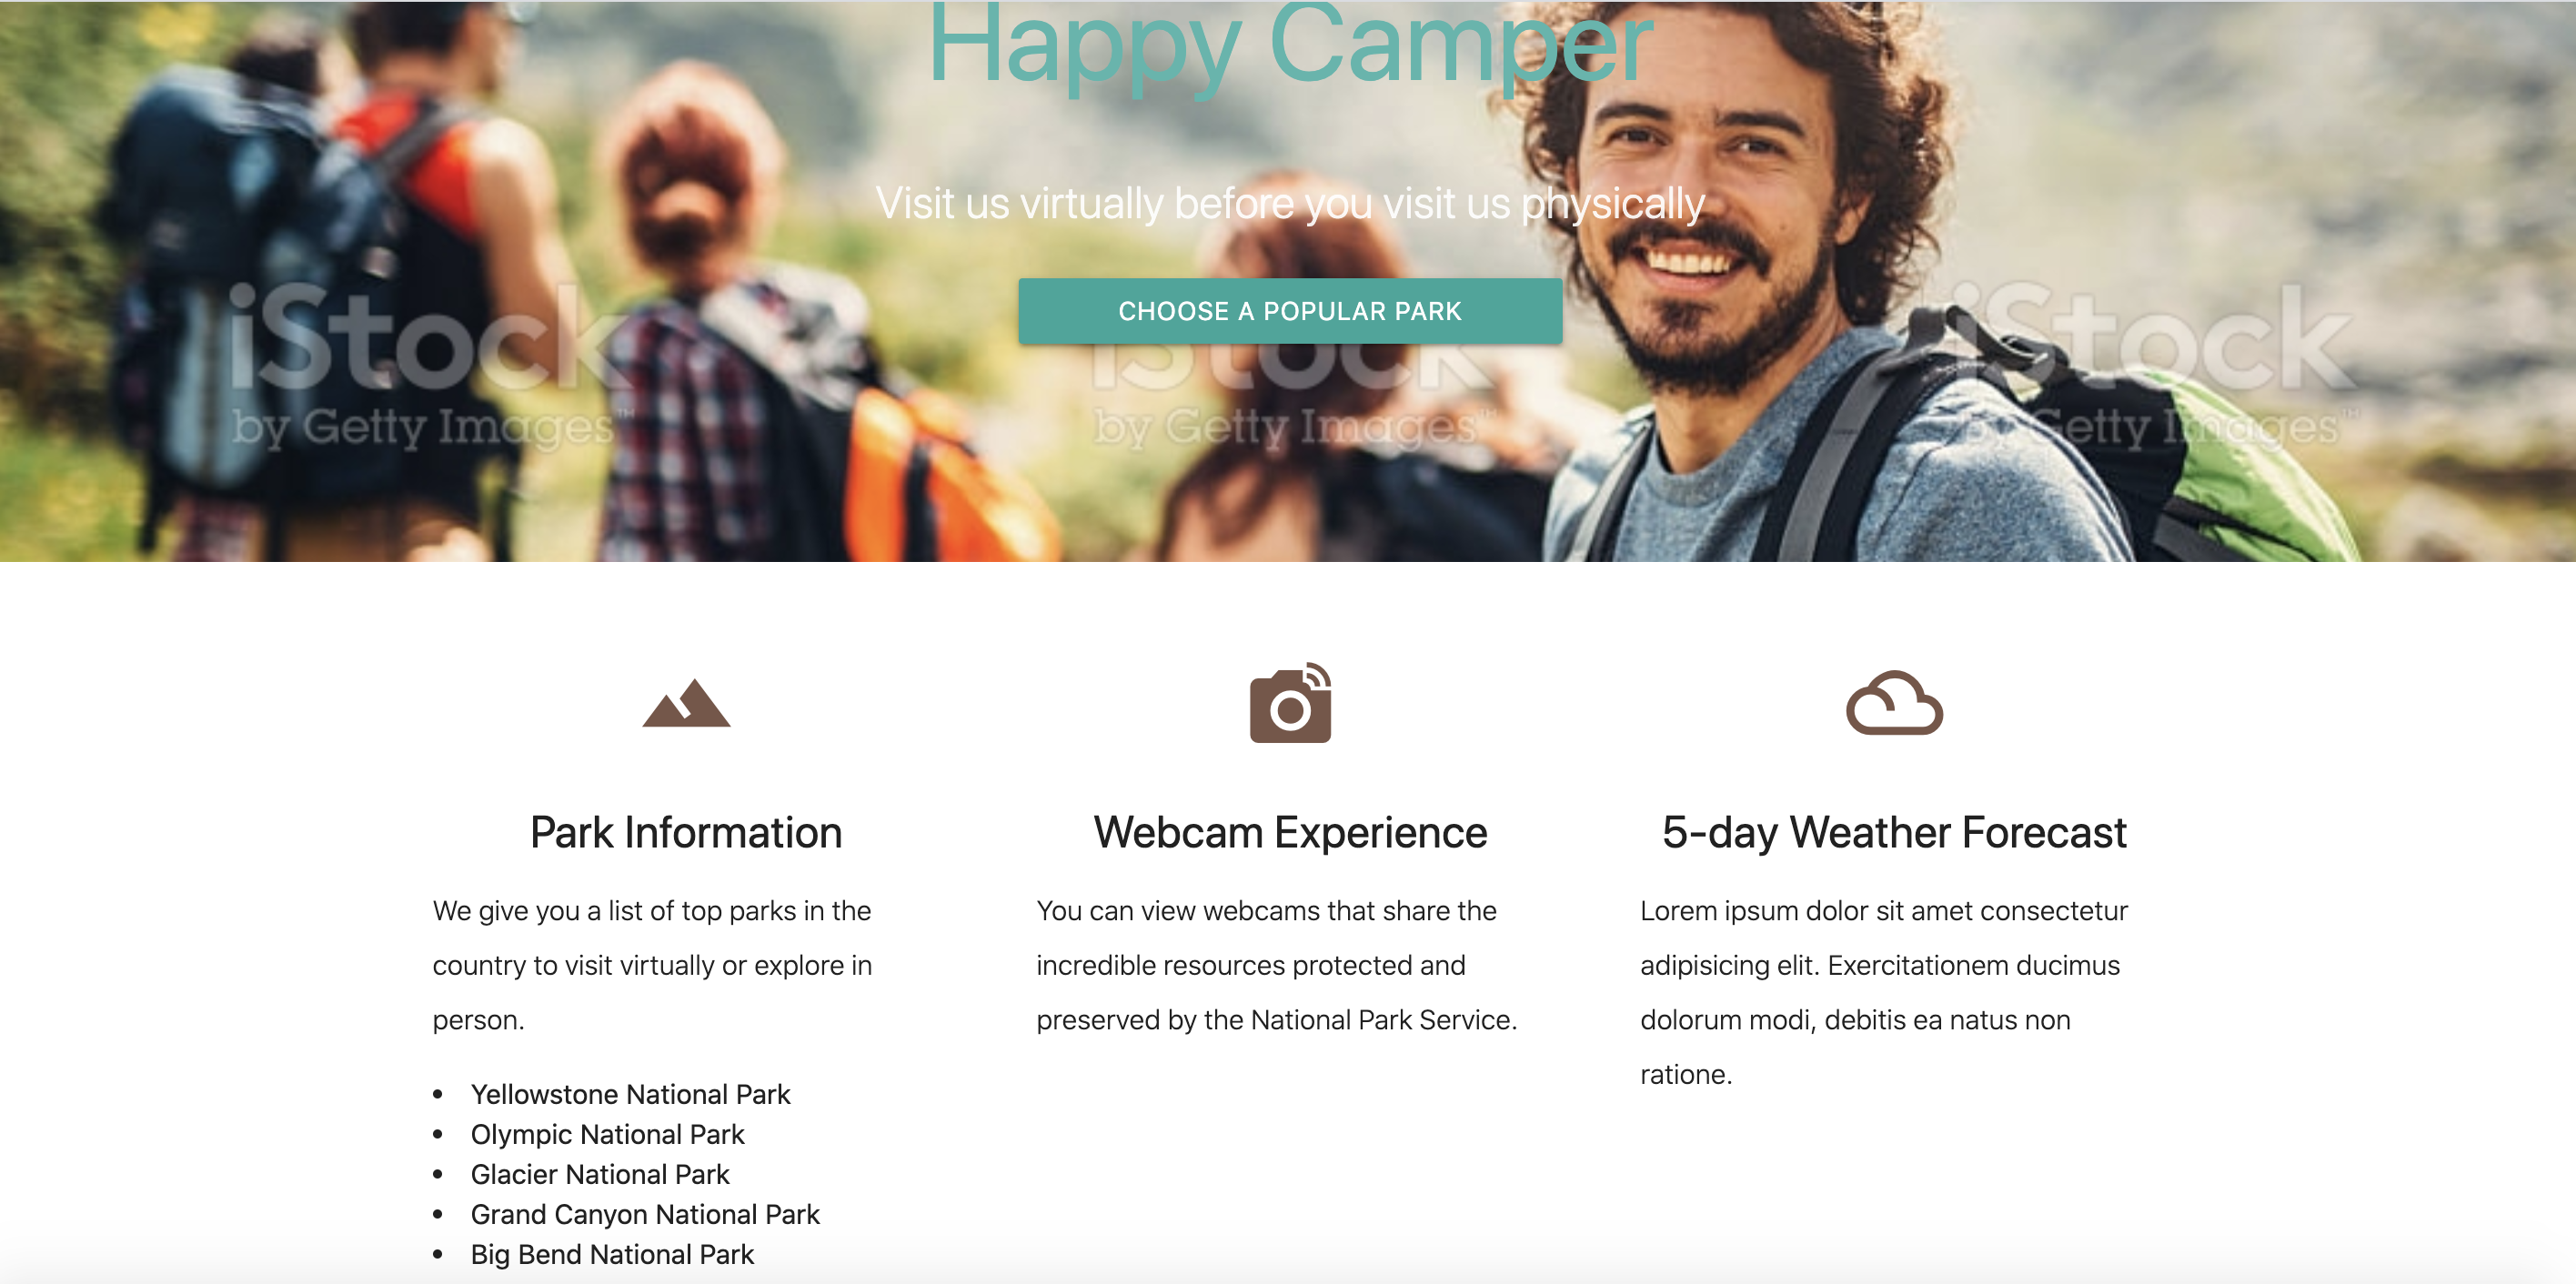 Happy Camper
Visit us virtually before you visit us physically
CHOOSE A POPULAR PARK
iStock
by Getty Images™
iStock
by Getty Images™
iStock
by Getty Images™
Park Information
We give you a list of top parks in the
country to visit virtually or explore in
person.
• Yellowstone National Park
• Olympic National Park
• Glacier National Park
• Grand Canyon National Park
• Big Bend National Park
Webcam Experience
You can view webcams that share the
incredible resources protected and
preserved by the National Park Service.
5-day Weather Forecast
Lorem ipsum dolor sit amet consectetur
adipisicing elit. Exercitationem ducimus
dolorum modi, debitis ea natus non
ratione.